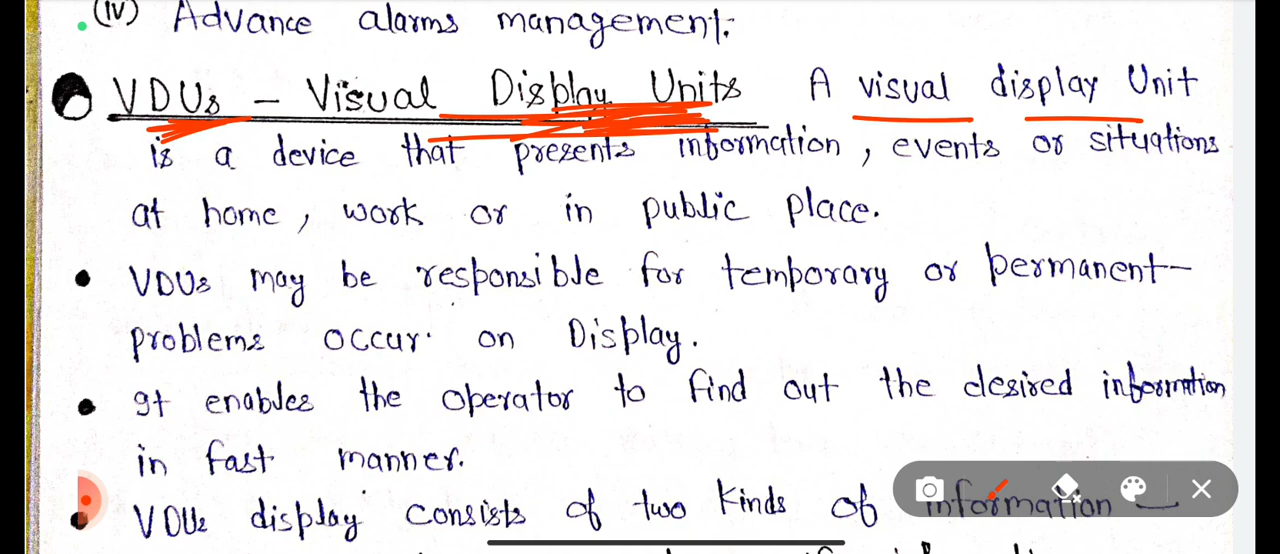 (iv) Advance alarms management.
VDUs – Visual Display Units A visual display Unit
is a device that presents information, events or situations
at home, work or in public place.
VDUs may be responsible for temporary or permanent
problems occur on Display.
It enables the operator to find out the desired information
in fast manner.
VDUs display consists of two kinds of information —